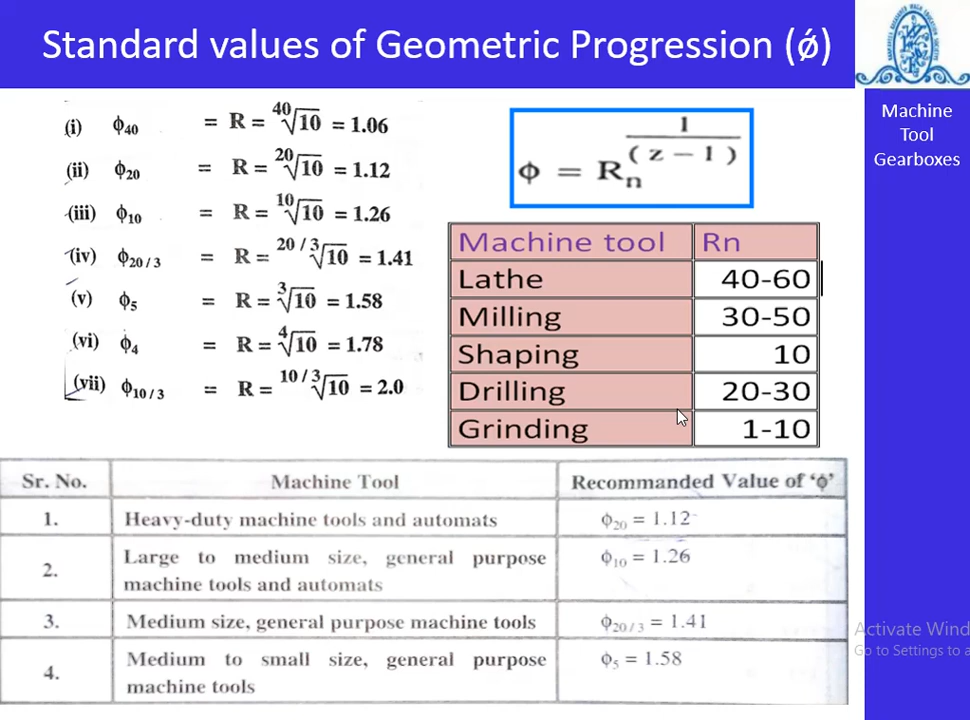 Standard values of Geometric Progression (ǿ)
Machine
Tool
Gearboxes
(i) ϕ40 = R = ⁴⁰√10 = 1.06
(ii) ϕ20 = R = ²⁰√10 = 1.12
(iii) ϕ10 = R = ¹⁰√10 = 1.26
(iv) ϕ20/3 = R = ²⁰ᐟ³√10 = 1.41
(v) ϕ5 = R = ³√10 = 1.58
(vi) ϕ4 = R = ⁴√10 = 1.78
(vii) ϕ10/3 = R = ¹⁰ᐟ³√10 = 2.0
ϕ = Rn^(1/(z − 1))
Machine tool Rn
Lathe 40-60
Milling 30-50
Shaping 10
Drilling 20-30
Grinding 1-10
Sr. No. Machine Tool Recommanded Value of 'ϕ'
1. Heavy-duty machine tools and automats ϕ20 = 1.12
2. Large to medium size, general purpose ϕ10 = 1.26
machine tools and automats
3. Medium size, general purpose machine tools ϕ20/3 = 1.41
4. Medium to small size, general purpose ϕ5 = 1.58
machine tools
Activate Wind
Go to Settings to a